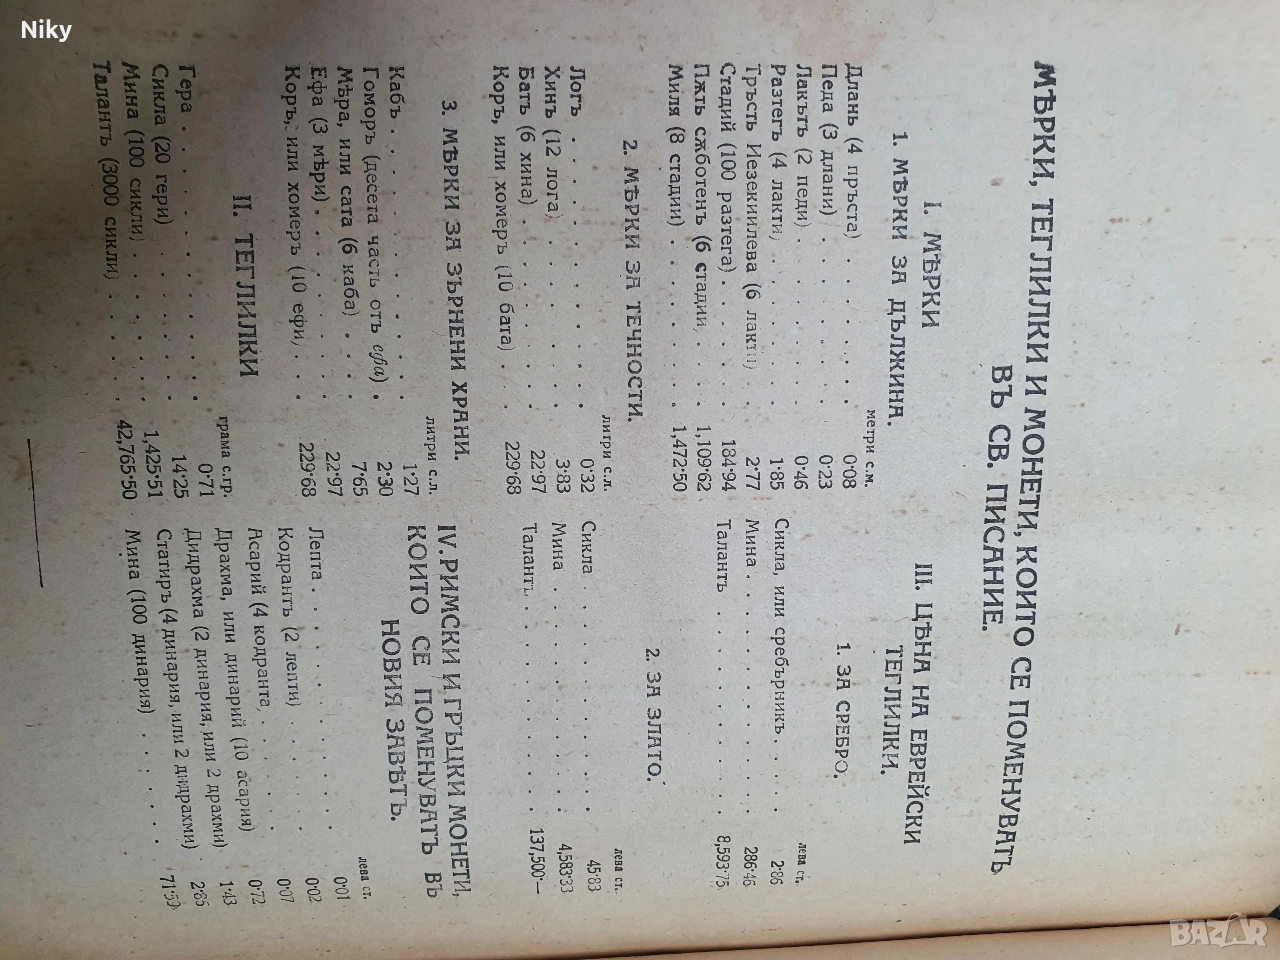 Niky
МѢРКИ, ТЕГЛИЛКИ И МОНЕТИ, КОИТО СЕ ПОМЕНУВАТЪ
ВЪ СВ. ПИСАНИЕ.
I. МѢРКИ
1. МѢРКИ ЗА ДЪЛЖИНА.
метри с.м.
Длань (4 пръста) . . . . . . 0·08
Педа (3 длани) . . . . . . . 0·23
Лакътъ (2 педи) . . . . . . 0·46
Разтегъ (4 лакти) . . . . . . 1·85
Тръсть Иезекиилева (6 лакти) . 2·77
Стадий (100 разтега) . . . . . 184·94
Пѫть сѫботенъ (6 стадии) . . . 1,109·62
Миля (8 стадии) . . . . . . . 1,472·50
2. МѢРКИ ЗА ТЕЧНОСТИ.
литри с.л.
Логъ . . . . . . . . . . 0·32
Хинъ (12 лога) . . . . . . . 3·83
Батъ (6 хина) . . . . . . . . 22·97
Коръ, или хомеръ (10 бата) . . 229·68
3. МѢРКИ ЗА ЗЪРНЕНИ ХРАНИ.
литри с.л.
Кабъ . . . . . . . . . . . 1·27
Гоморъ (десета часть отъ ефа) . 2·30
Мѣра, или сата (6 каба) . . . 7·65
Ефа (3 мѣри) . . . . . . . . 22·97
Коръ, или хомеръ (10 ефи) . . 229·68
II. ТЕГЛИЛКИ
грама с.гр.
Гера . . . . . . . . . . . 0·71
Сикла (20 гери) . . . . . . . 14·25
Мина (100 сикли) . . . . . . 1,425·51
Талантъ (3000 сикли) . . . . . 42,765·50
III. ЦѢНА НА ЕВРЕЙСКИ
ТЕГЛИЛКИ.
1. ЗА СРЕБРО.
лева ст.
Сикла, или сребърникъ . . . . 2·86
Мина . . . . . . . . . . . 286·46
Талантъ . . . . . . . . . . 8,593·75
2. ЗА ЗЛАТО.
лева ст.
Сикла . . . . . . . . . . 45·83
Мина . . . . . . . . . . . 4,583·33
Талантъ . . . . . . . . . . 137,500·—
IV. РИМСКИ И ГРЪЦКИ МОНЕТИ,
КОИТО СЕ ПОМЕНУВАТЪ ВЪ
НОВИЯ ЗАВѢТЪ.
лева ст.
Лепта . . . . . . . . . . 0·01
Кодрантъ (2 лепти) . . . . . . 0·02
Асарий (4 кодранта) . . . . . . 0·07
Драхма, или динарий (10 асария) 0·72
Дидрахма (2 динария, или 2 драхми) 1·43
Статиръ (4 динария, или 2 дидрахми) 2·86
Мина (100 динария) . . . . . . 71·59
BAZAR